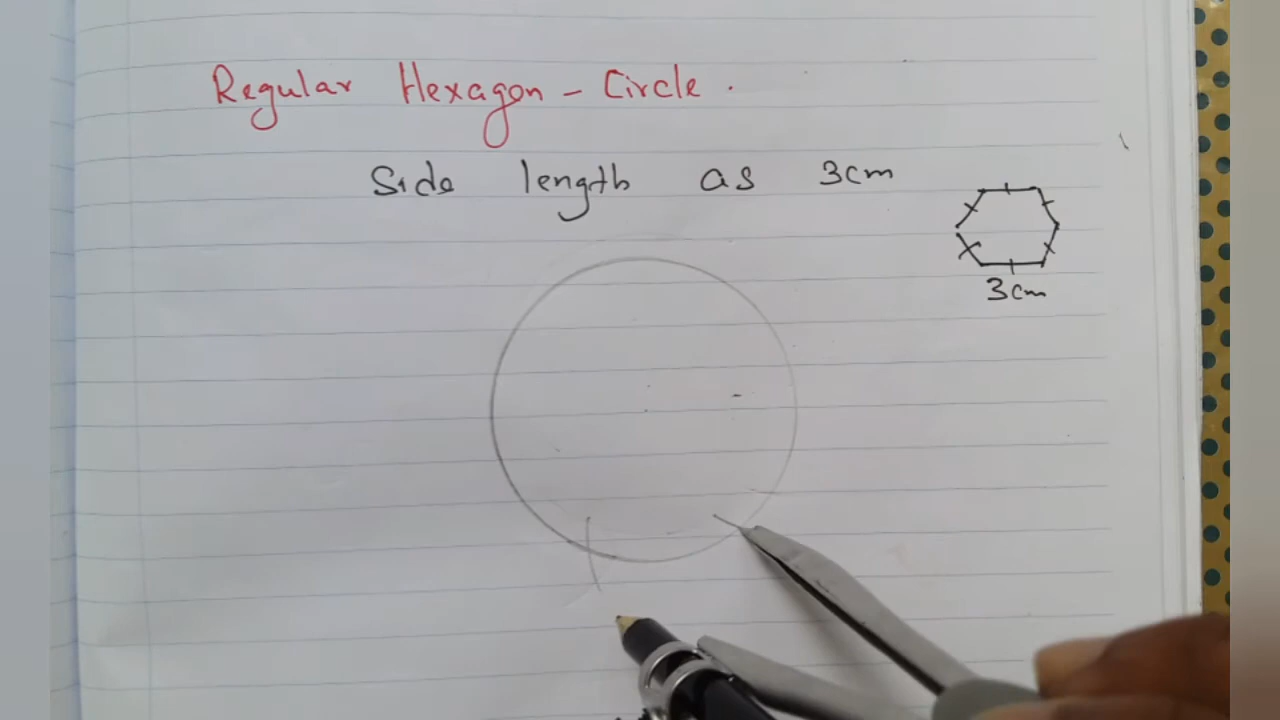 Regular Hexagon - Circle .
Side length as 3cm
3cm